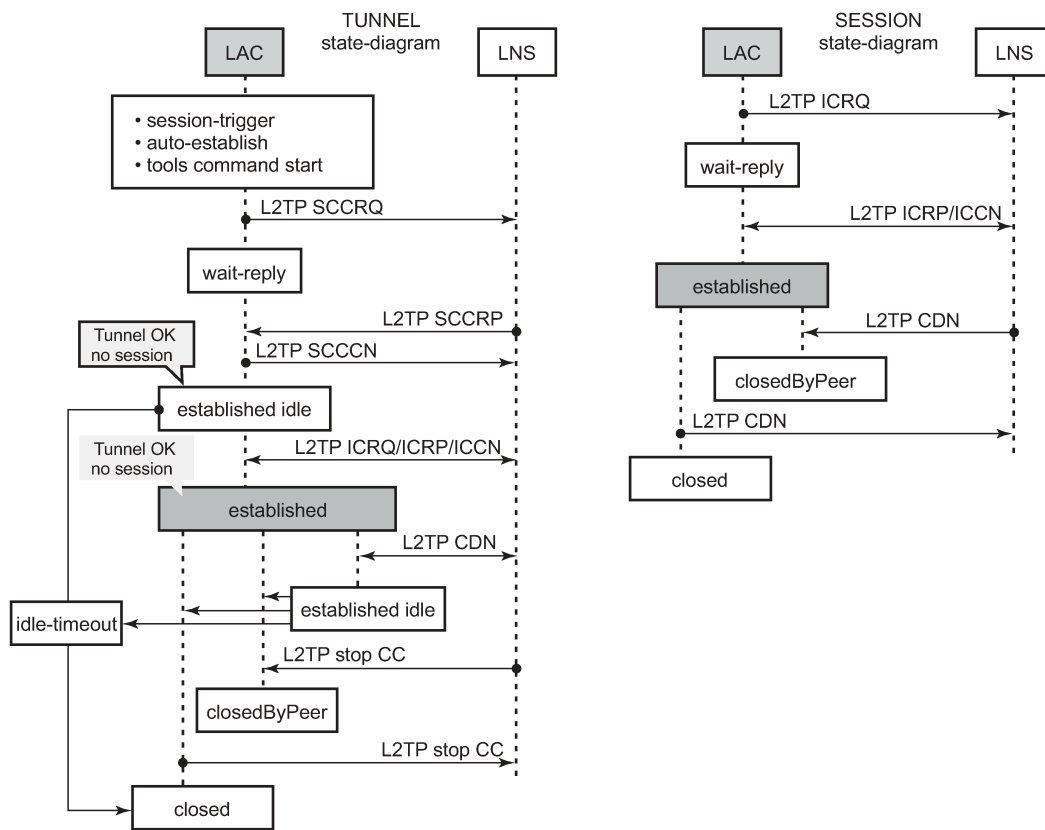 TUNNEL
state-diagram
LAC
LNS
• session-trigger
• auto-establish
• tools command start
L2TP SCCRQ
wait-reply
L2TP SCCRP
Tunnel OK
no session
L2TP SCCCN
established idle
Tunnel OK
no session
L2TP ICRQ/ICRP/ICCN
established
L2TP CDN
established idle
idle-timeout
L2TP stop CC
closedByPeer
L2TP stop CC
closed
SESSION
state-diagram
LAC
LNS
L2TP ICRQ
wait-reply
L2TP ICRP/ICCN
established
L2TP CDN
closedByPeer
L2TP CDN
closed